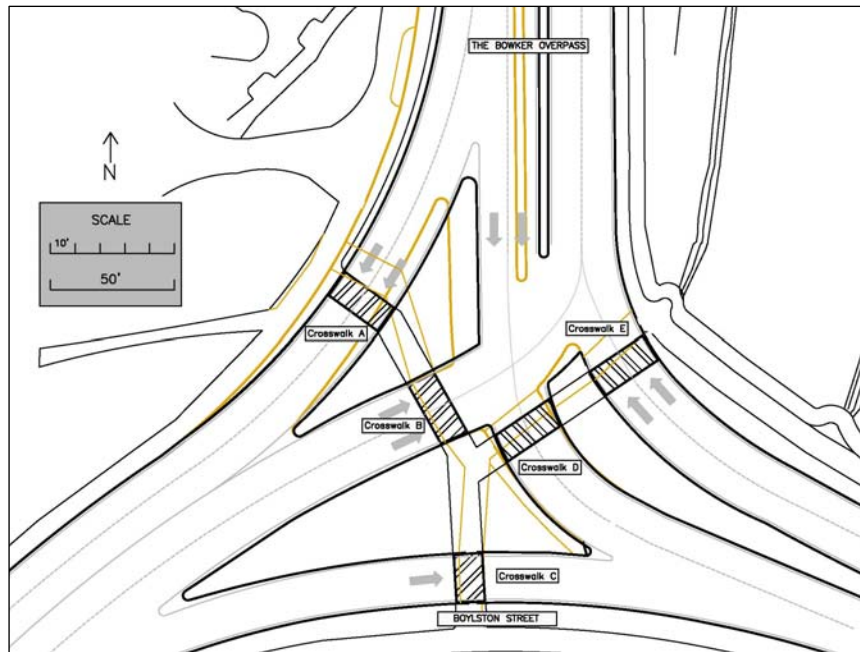 THE BOWKER OVERPASS
N
SCALE
10'
50'
Crosswalk E
Crosswalk A
Crosswalk B
Crosswalk D
Crosswalk C
BOYLSTON STREET